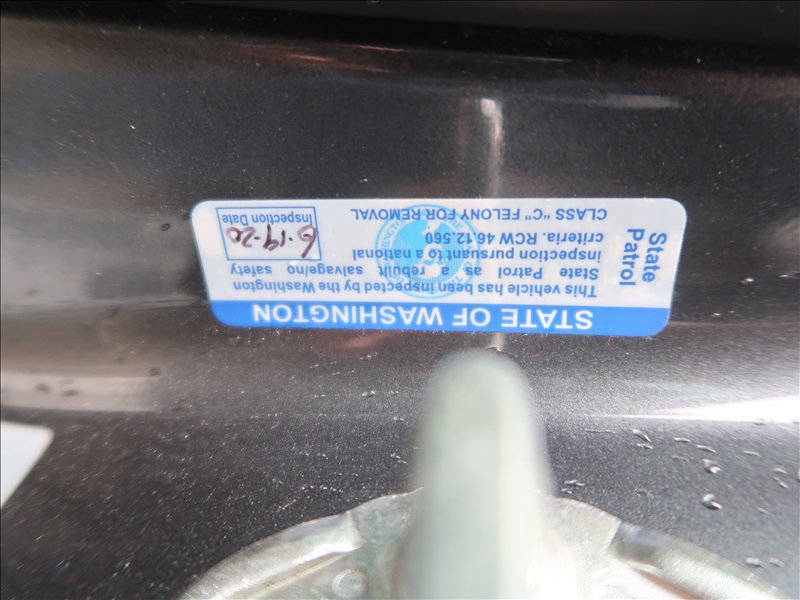 STATE OF WASHINGTON
State
Patrol
This vehicle has been inspected by the Washington
State Patrol as a rebuilt salvage/no safety
inspection pursuant to a national
criteria. RCW 46.12.560
CLASS "C" FELONY FOR REMOVAL
6-19-20
Inspection Date